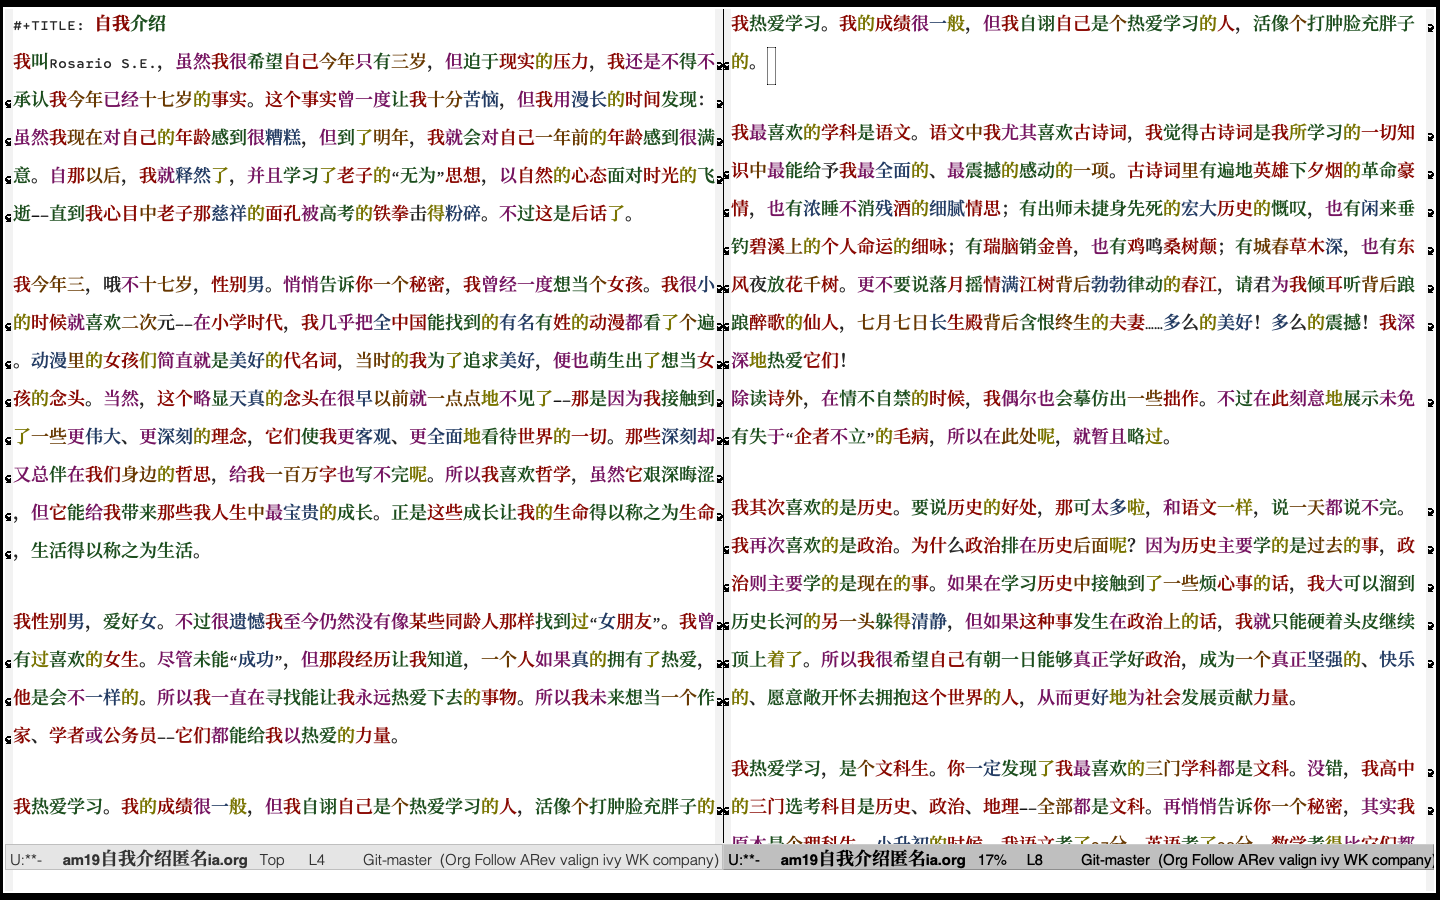 #+TITLE: 自我介绍
我叫Rosario S.E.，虽然我很希望自己今年只有三岁，但迫于现实的压力，我还是不得不
承认我今年已经十七岁的事实。这个事实曾一度让我十分苦恼，但我用漫长的时间发现：
虽然我现在对自己的年龄感到很糟糕，但到了明年，我就会对自己一年前的年龄感到很满
意。自那以后，我就释然了，并且学习了老子的“无为”思想，以自然的心态面对时光的飞
逝——直到我心目中老子那慈祥的面孔被高考的铁拳击得粉碎。不过这是后话了。
我今年三，哦不十七岁，性别男。悄悄告诉你一个秘密，我曾经一度想当个女孩。我很小
的时候就喜欢二次元——在小学时代，我几乎把全中国能找到的有名有姓的动漫都看了个遍
。动漫里的女孩们简直就是美好的代名词，当时的我为了追求美好，便也萌生出了想当女
孩的念头。当然，这个略显天真的念头在很早以前就一点点地不见了——那是因为我接触到
了一些更伟大、更深刻的理念，它们使我更客观、更全面地看待世界的一切。那些深刻却
又总伴在我们身边的哲思，给我一百万字也写不完呢。所以我喜欢哲学，虽然它艰深晦涩
，但它能给我带来那些我人生中最宝贵的成长。正是这些成长让我的生命得以称之为生命
，生活得以称之为生活。
我性别男，爱好女。不过很遗憾我至今仍然没有像某些同龄人那样找到过“女朋友”。我曾
有过喜欢的女生。尽管未能“成功”，但那段经历让我知道，一个人如果真的拥有了热爱，
他是会不一样的。所以我一直在寻找能让我永远热爱下去的事物。所以我未来想当一个作
家、学者或公务员——它们都能给我以热爱的力量。
我热爱学习。我的成绩很一般，但我自诩自己是个热爱学习的人，活像个打肿脸充胖子的
U:**- am19自我介绍匿名ia.org Top L4 Git-master (Org Follow ARev valign ivy WK company)
我热爱学习。我的成绩很一般，但我自诩自己是个热爱学习的人，活像个打肿脸充胖子
的。
我最喜欢的学科是语文。语文中我尤其喜欢古诗词，我觉得古诗词是我所学习的一切知
识中最能给予我最全面的、最震撼的感动的一项。古诗词里有遍地英雄下夕烟的革命豪
情，也有浓睡不消残酒的细腻情思；有出师未捷身先死的宏大历史的慨叹，也有闲来垂
钓碧溪上的个人命运的细咏；有瑞脑销金兽，也有鸡鸣桑树颠；有城春草木深，也有东
风夜放花千树。更不要说落月摇情满江树背后勃勃律动的春江，请君为我倾耳听背后踉
踉醉歌的仙人，七月七日长生殿背后含恨终生的夫妻……多么的美好！多么的震撼！我深
深地热爱它们！
除读诗外，在情不自禁的时候，我偶尔也会摹仿出一些拙作。不过在此刻意地展示未免
有失于“企者不立”的毛病，所以在此处呢，就暂且略过。
我其次喜欢的是历史。要说历史的好处，那可太多啦，和语文一样，说一天都说不完。
我再次喜欢的是政治。为什么政治排在历史后面呢？因为历史主要学的是过去的事，政
治则主要学的是现在的事。如果在学习历史中接触到了一些烦心事的话，我大可以溜到
历史长河的另一头躲得清静，但如果这种事发生在政治上的话，我就只能硬着头皮继续
顶上着了。所以我很希望自己有朝一日能够真正学好政治，成为一个真正坚强的、快乐
的、愿意敞开怀去拥抱这个世界的人，从而更好地为社会发展贡献力量。
我热爱学习，是个文科生。你一定发现了我最喜欢的三门学科都是文科。没错，我高中
的三门选考科目是历史、政治、地理——全部都是文科。再悄悄告诉你一个秘密，其实我
U:**- am19自我介绍匿名ia.org 17% L8 Git-master (Org Follow ARev valign ivy WK company)